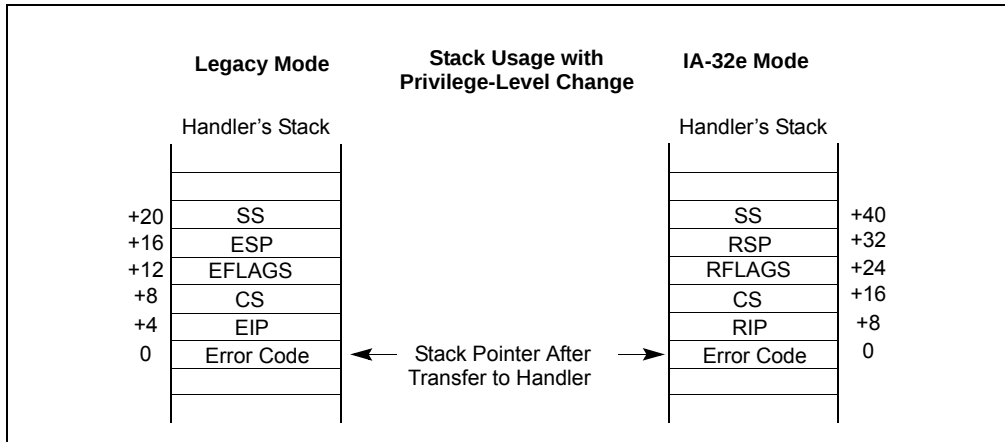 Legacy Mode
Stack Usage with
Privilege-Level Change
IA-32e Mode
Handler’s Stack
Handler’s Stack
+20 SS SS +40
+16 ESP RSP +32
+12 EFLAGS RFLAGS +24
+8 CS CS +16
+4 EIP RIP +8
0 Error Code Stack Pointer After Error Code 0
Transfer to Handler